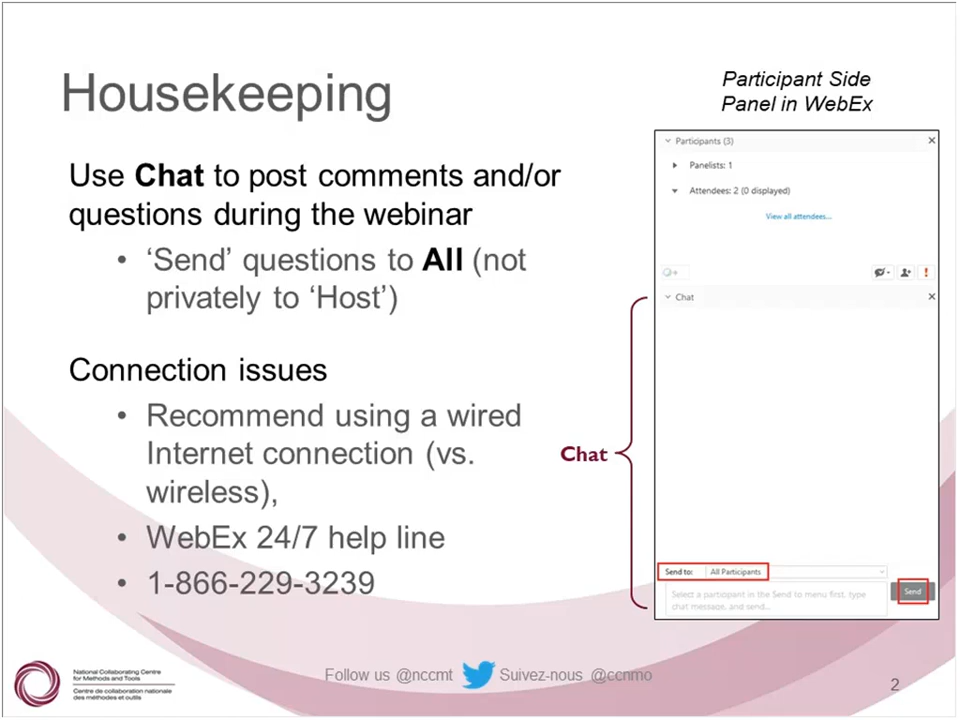 Housekeeping
Use Chat to post comments and/or
questions during the webinar
• ‘Send’ questions to All (not
privately to ‘Host’)
Connection issues
• Recommend using a wired
Internet connection (vs.
wireless),
• WebEx 24/7 help line
• 1-866-229-3239
Participant Side
Panel in WebEx
Participants (3)
Panelists: 1
Attendees: 2 (0 displayed)
View all attendees...
Chat
Chat
Send to: All Participants
Select a participant in the Send to menu first, type
chat message, and send...
Send
National Collaborating Centre
for Methods and Tools
Centre de collaboration nationale
des méthodes et outils
Follow us @nccmt Suivez-nous @ccnmo
2